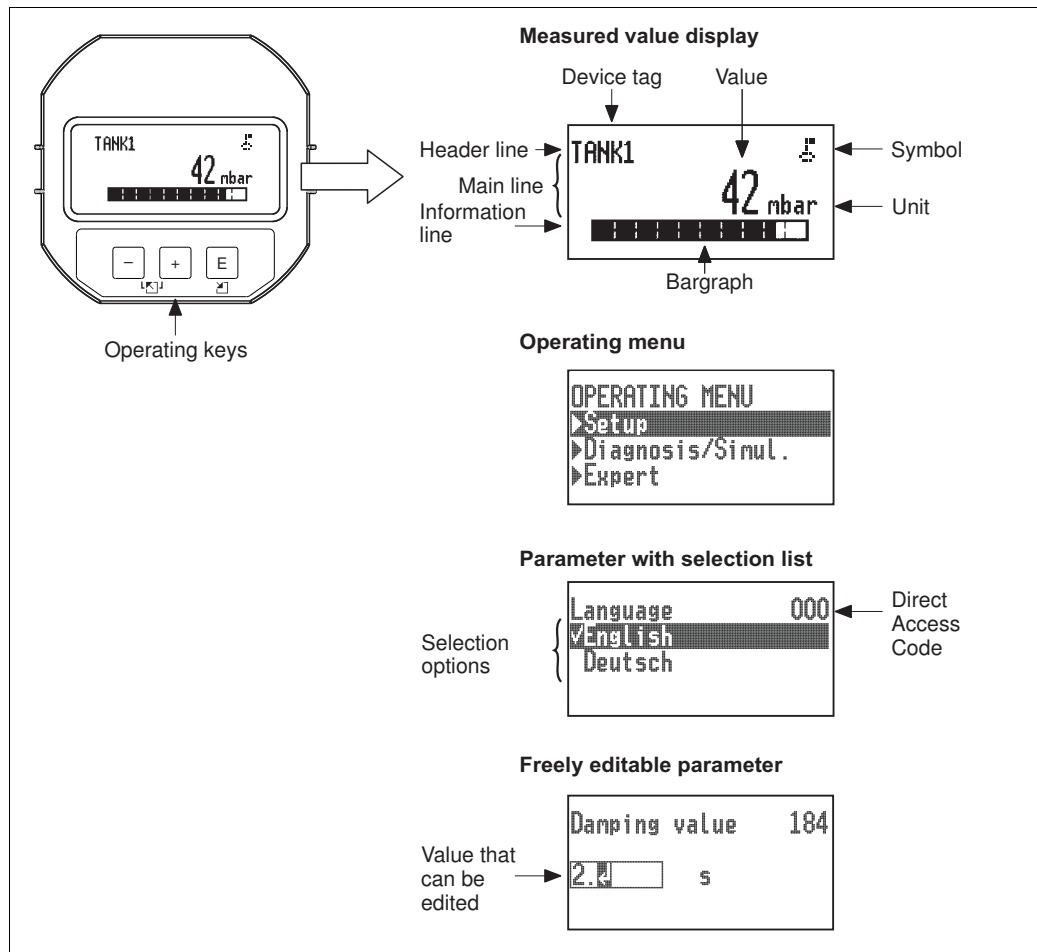 TANK1
42 mbar
– + E
Operating keys
Measured value display
Device tag
Value
Header line
TANK1
Symbol
Main line
42 mbar
Unit
Information
line
Bargraph
Operating menu
OPERATING MENU
Setup
Diagnosis/Simul.
Expert
Parameter with selection list
Language 000
Direct
Access
Code
Selection
options
English
Deutsch
Freely editable parameter
Damping value 184
Value that
can be
edited
2. s